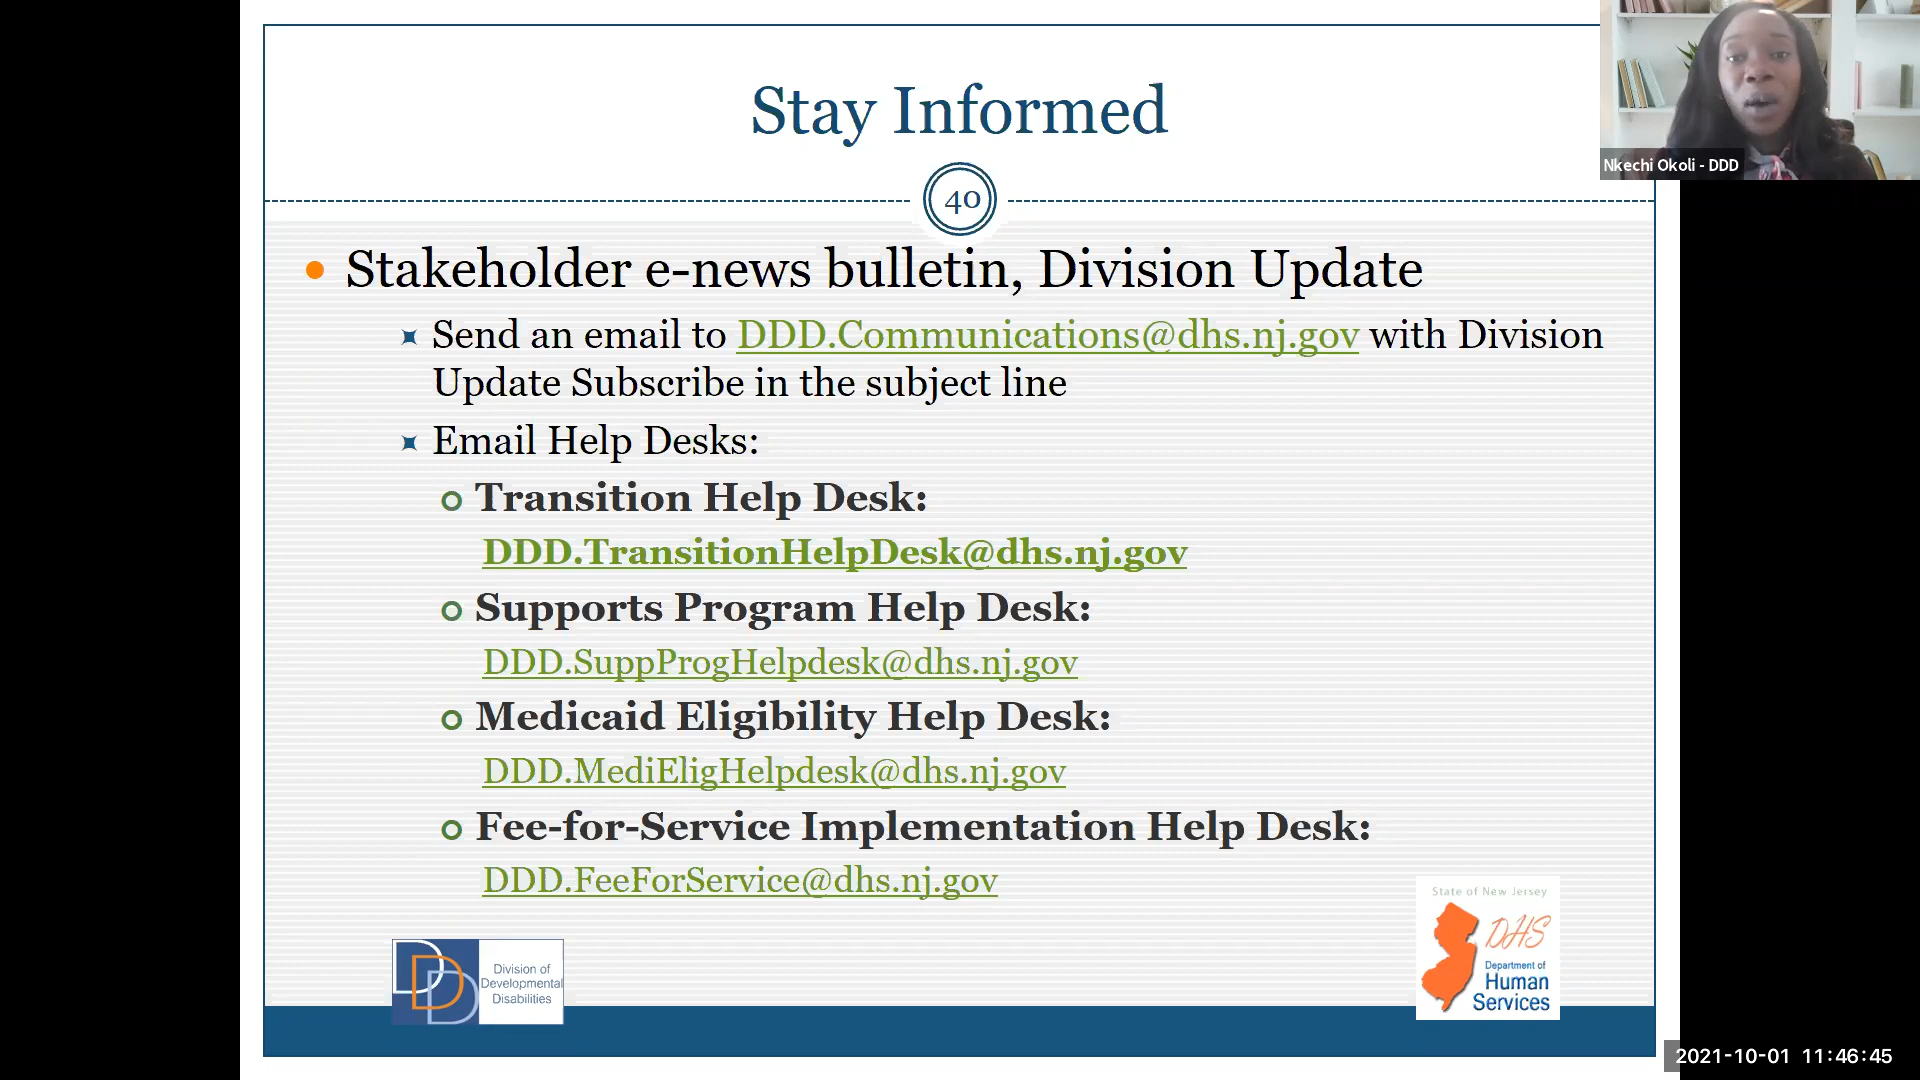 Stay Informed
Nkechi Okoli - DDD
40
Stakeholder e-news bulletin, Division Update
Send an email to DDD.Communications@dhs.nj.gov with Division
Update Subscribe in the subject line
Email Help Desks:
Transition Help Desk:
DDD.TransitionHelpDesk@dhs.nj.gov
Supports Program Help Desk:
DDD.SuppProgHelpdesk@dhs.nj.gov
Medicaid Eligibility Help Desk:
DDD.MediEligHelpdesk@dhs.nj.gov
Fee-for-Service Implementation Help Desk:
DDD.FeeForService@dhs.nj.gov
DDD
Division of
Developmental
Disabilities
State of New Jersey
DHS
Department of
Human
Services
2021-10-01 11:46:45